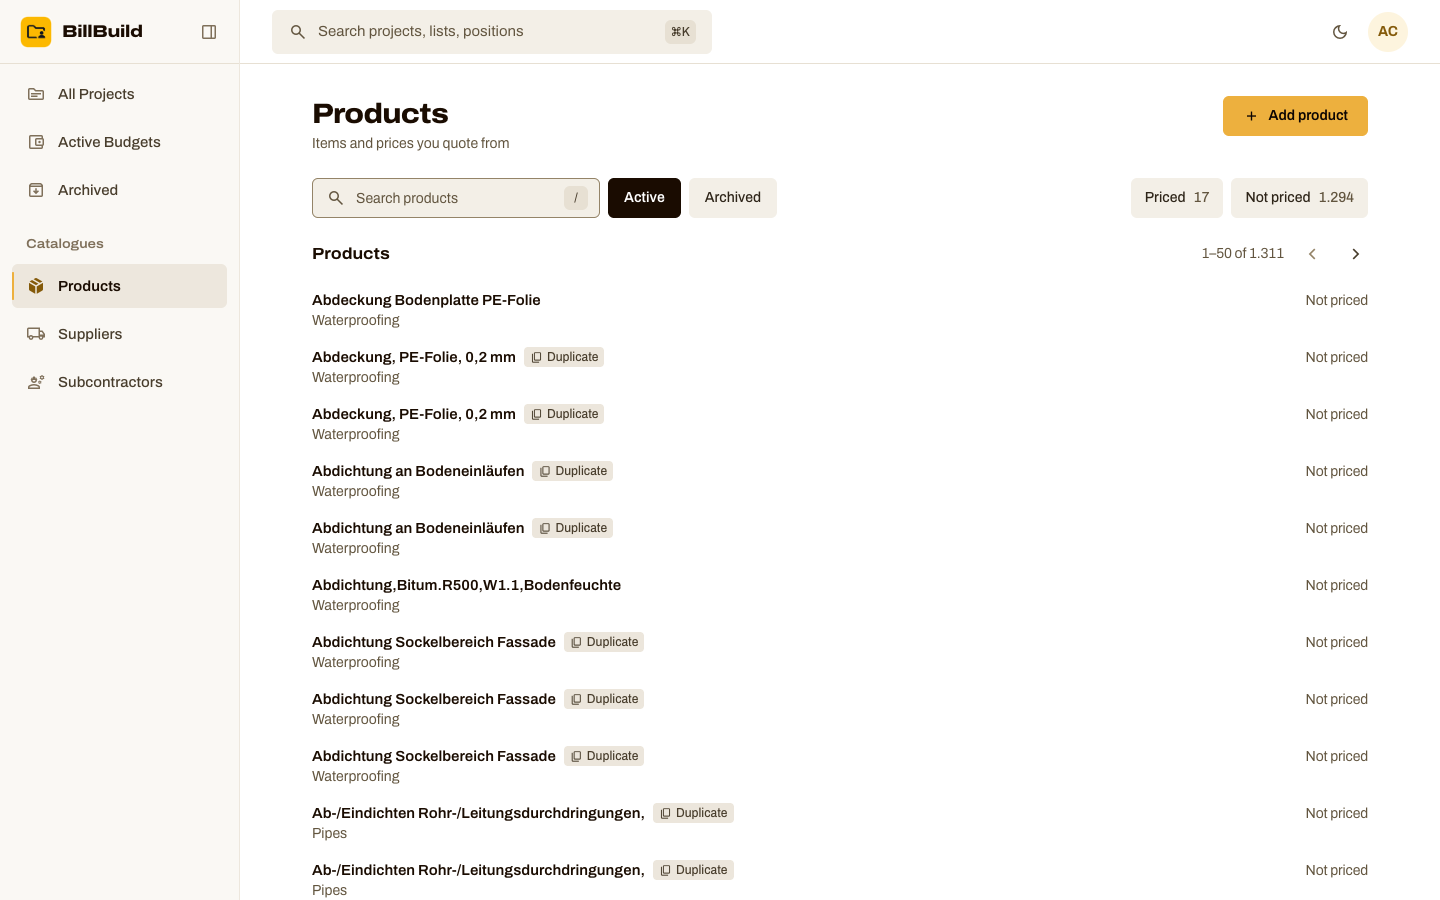 BillBuild
Search projects, lists, positions
⌘K
AC
All Projects
Active Budgets
Archived
Catalogues
Products
Suppliers
Subcontractors
Products
Items and prices you quote from
Add product
Search products
/
Active
Archived
Priced 17
Not priced 1.294
Products
1–50 of 1.311
Abdeckung Bodenplatte PE-Folie
Not priced
Waterproofing
Abdeckung, PE-Folie, 0,2 mm
Duplicate
Not priced
Waterproofing
Abdeckung, PE-Folie, 0,2 mm
Duplicate
Not priced
Waterproofing
Abdichtung an Bodeneinläufen
Duplicate
Not priced
Waterproofing
Abdichtung an Bodeneinläufen
Duplicate
Not priced
Waterproofing
Abdichtung,Bitum.R500,W1.1,Bodenfeuchte
Not priced
Waterproofing
Abdichtung Sockelbereich Fassade
Duplicate
Not priced
Waterproofing
Abdichtung Sockelbereich Fassade
Duplicate
Not priced
Waterproofing
Abdichtung Sockelbereich Fassade
Duplicate
Not priced
Waterproofing
Ab-/Eindichten Rohr-/Leitungsdurchdringungen,
Duplicate
Not priced
Pipes
Ab-/Eindichten Rohr-/Leitungsdurchdringungen,
Duplicate
Not priced
Pipes